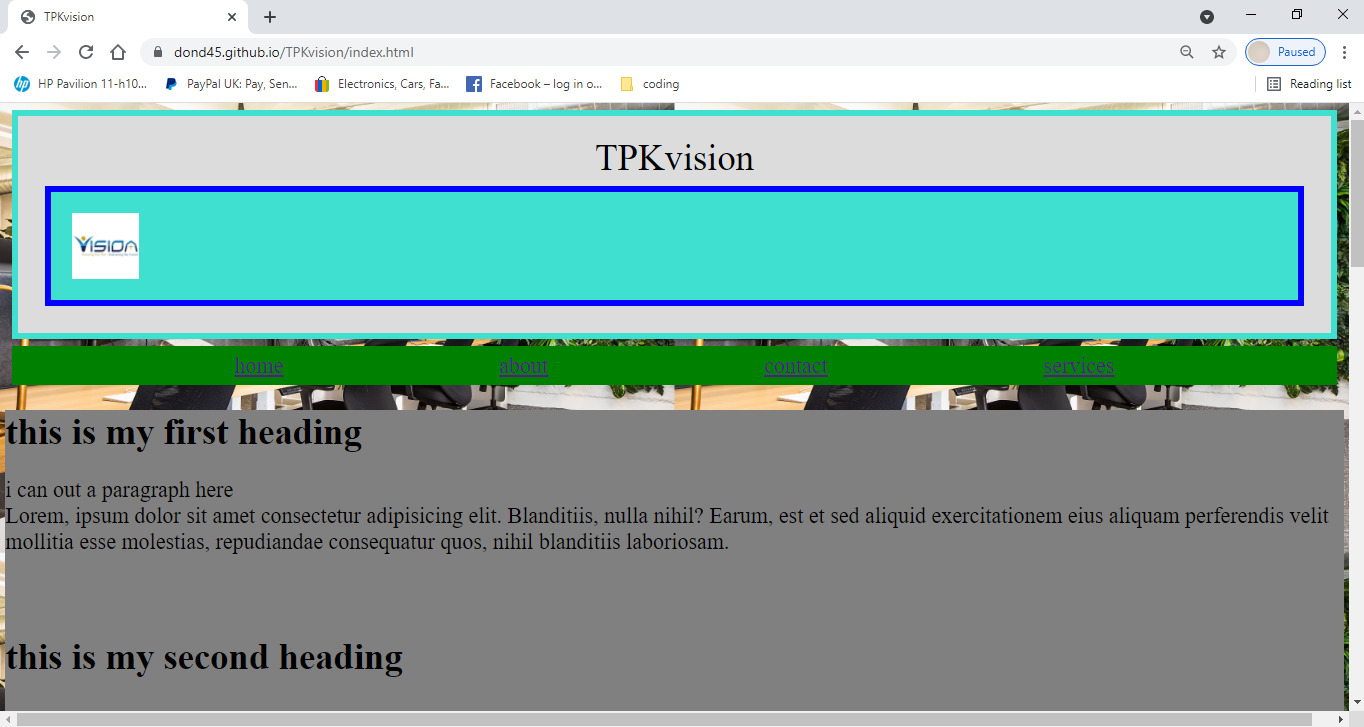 TPKvision
dond45.github.io/TPKvision/index.html
Paused
HP Pavilion 11-h10... PayPal UK: Pay, Sen... Electronics, Cars, Fa... Facebook – log in o... coding Reading list
TPKvision
VISION
home about contact services
this is my first heading
i can out a paragraph here
Lorem, ipsum dolor sit amet consectetur adipisicing elit. Blanditiis, nulla nihil? Earum, est et sed aliquid exercitationem eius aliquam perferendis velit
mollitia esse molestias, repudiandae consequatur quos, nihil blanditiis laboriosam.
this is my second heading